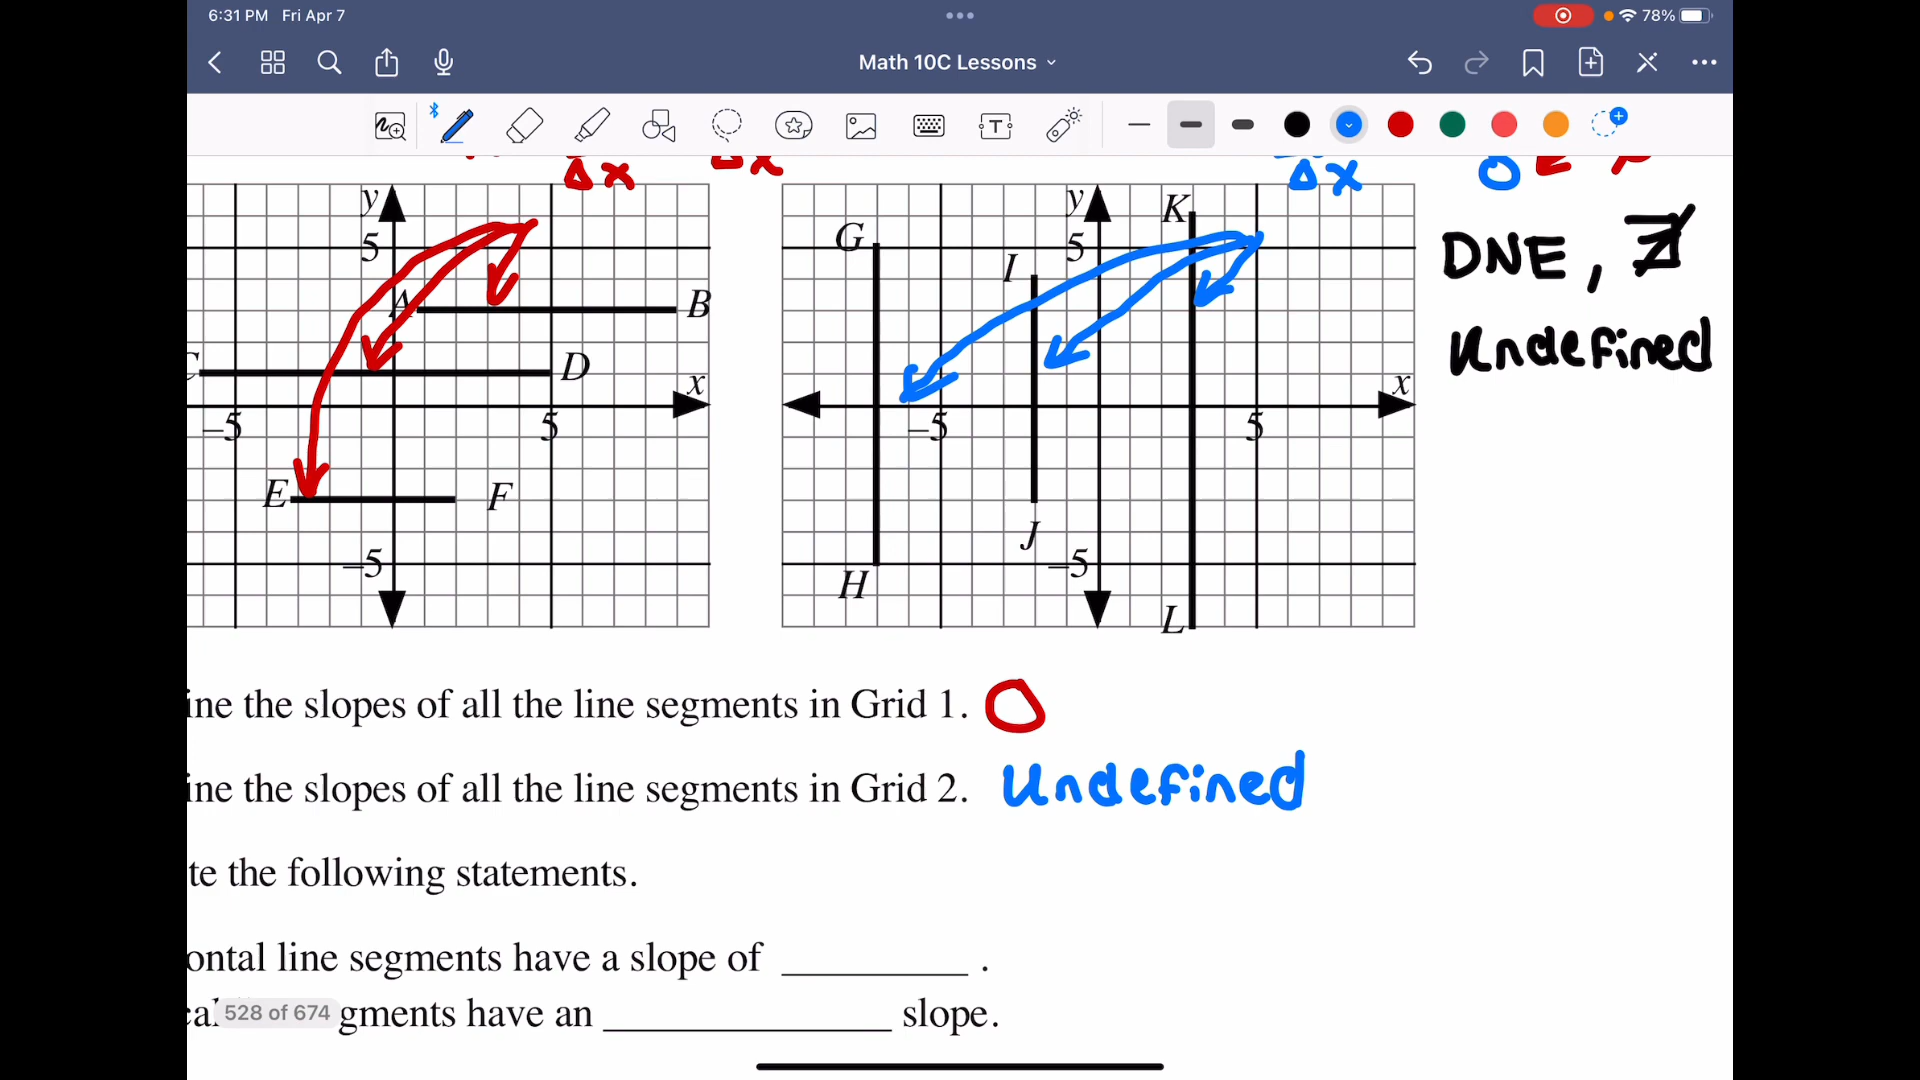 6:31 PM Fri Apr 7
78%
Math 10C Lessons
T
Δx Δx
y
5
A B
C D
x
-5 5
E F
-5
Δx 0
y K
G 5
I
x
-5 5
J
-5
H
L
DNE, ∄
undefined
ine the slopes of all the line segments in Grid 1. 0
ine the slopes of all the line segments in Grid 2. undefined
te the following statements.
ontal line segments have a slope of __________ .
cal gments have an _______________ slope.
528 of 674